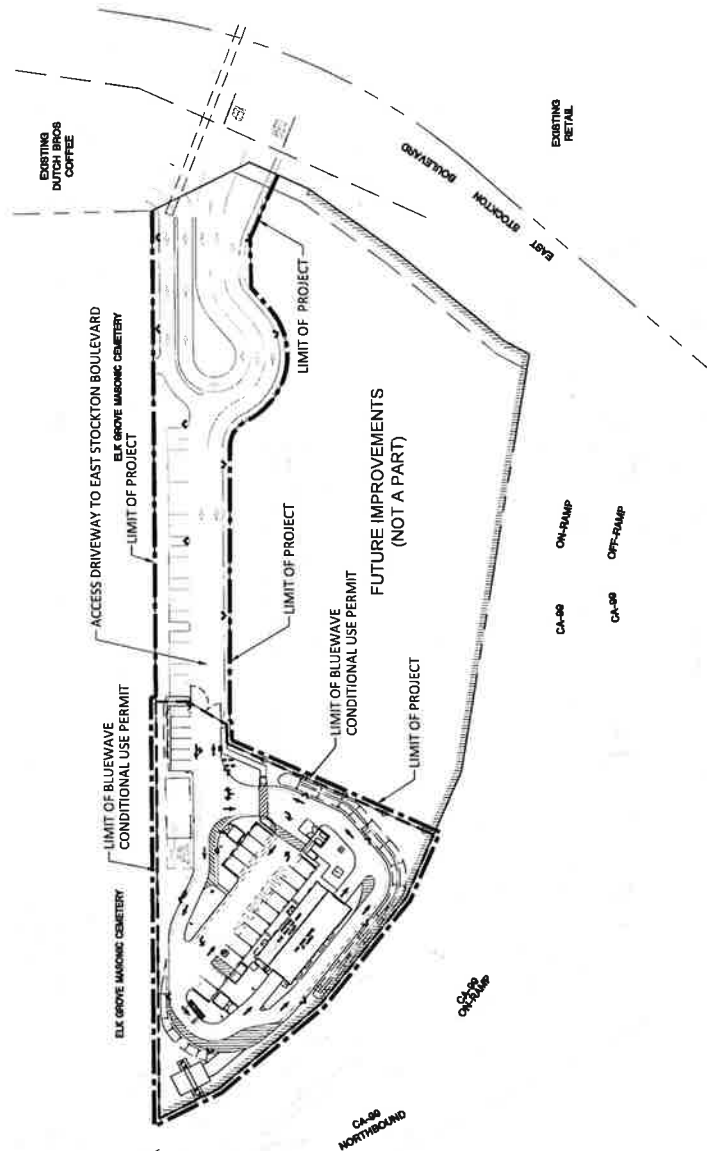 EXISTING
DUTCH BROS
COFFEE
EXISTING
RETAIL
EAST STOCKTON BOULEVARD
LIMIT OF PROJECT
ELK GROVE MASONIC CEMETERY
ACCESS DRIVEWAY TO EAST STOCKTON BOULEVARD
LIMIT OF PROJECT
FUTURE IMPROVEMENTS
(NOT A PART)
LIMIT OF PROJECT
ON-RAMP
OFF-RAMP
CA-99
CA-99
LIMIT OF BLUEWAVE
CONDITIONAL USE PERMIT
LIMIT OF BLUEWAVE
CONDITIONAL USE PERMIT
LIMIT OF PROJECT
ELK GROVE MASONIC CEMETERY
CA-99
ON-RAMP
CA-99
NORTHBOUND